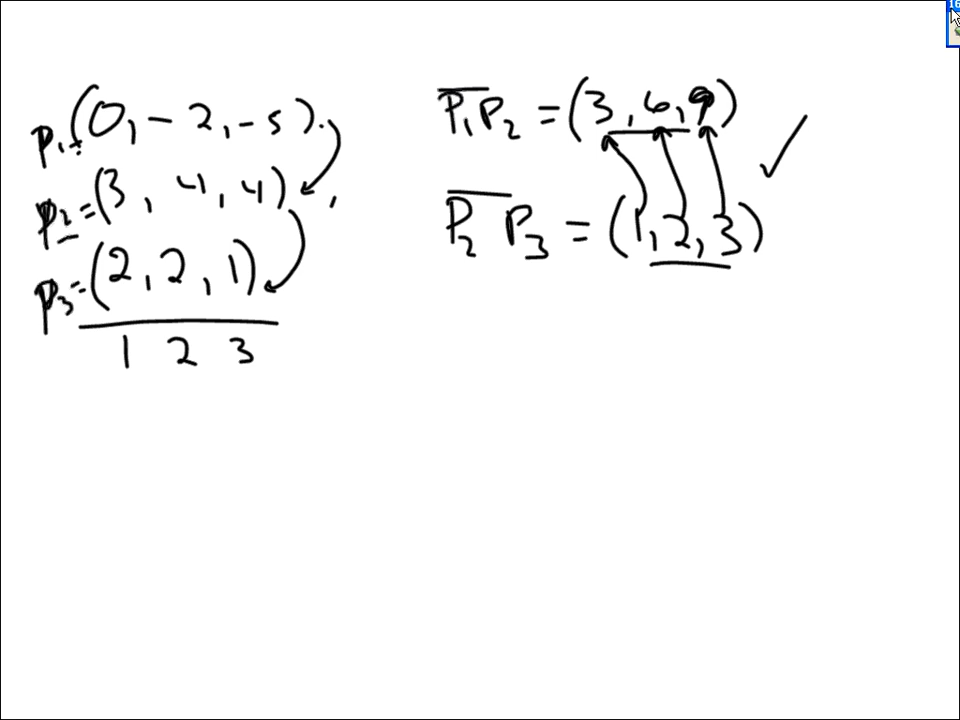 P₁ = (0, -2, -5).
P₂ = (3, 4, 4),
P₃ = (2, 2, 1)
1 2 3
P₁P₂ = (3, 6, 9)
P₂P₃ = (1, 2, 3)